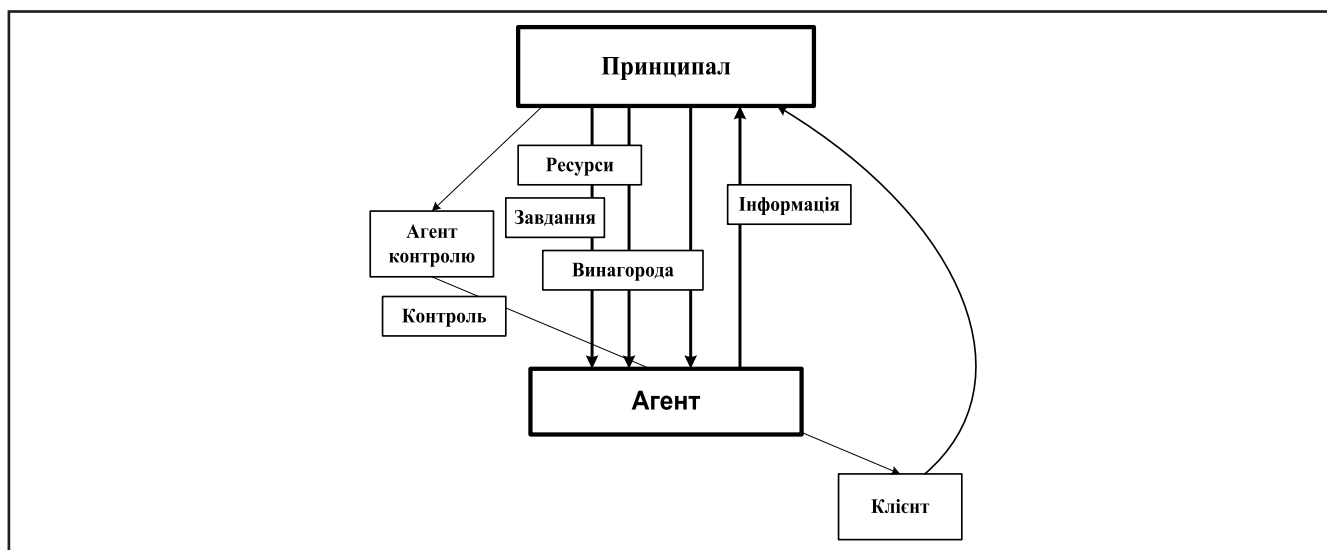 Принципал
Ресурси
Завдання
Інформація
Агент
контролю
Винагорода
Контроль
Агент
Клієнт